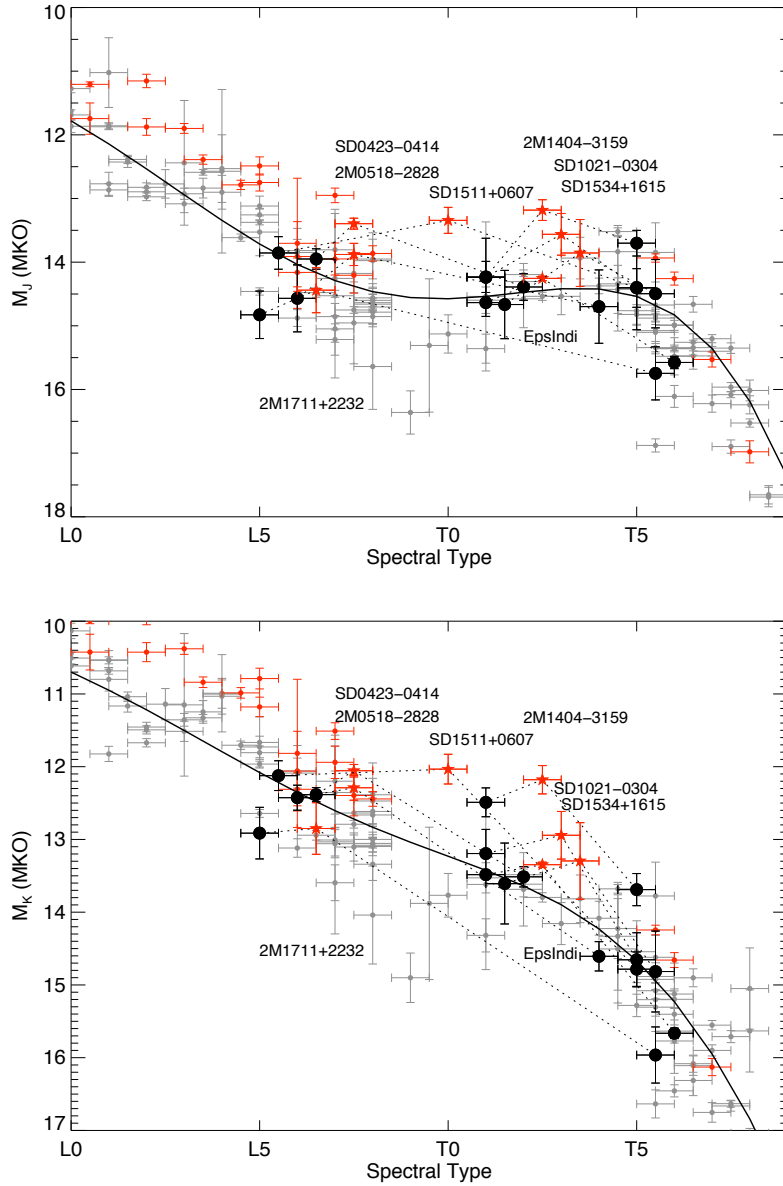 10
12
14
16
18
M_J (MKO)
SD0423−0414
2M0518−2828
SD1511+0607
2M1404−3159
SD1021−0304
SD1534+1615
EpsIndi
2M1711+2232
L0
L5
T0
T5
Spectral Type
10
11
12
13
14
15
16
17
M_K (MKO)
SD0423−0414
2M0518−2828
SD1511+0607
2M1404−3159
SD1021−0304
SD1534+1615
EpsIndi
2M1711+2232
L0
L5
T0
T5
Spectral Type